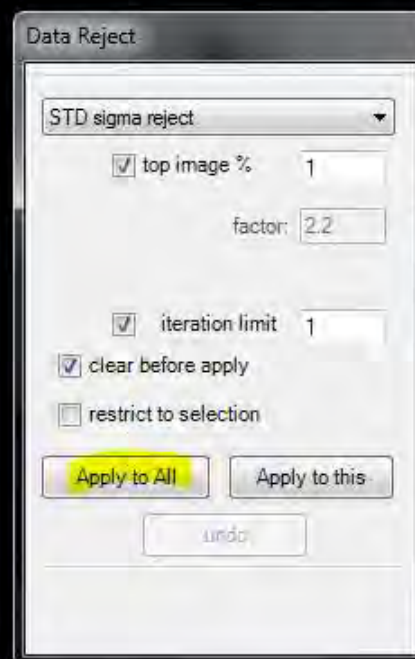 Data Reject
STD sigma reject
top image % 1
factor: 2.2
iteration limit 1
clear before apply
restrict to selection
Apply to All Apply to this
undo